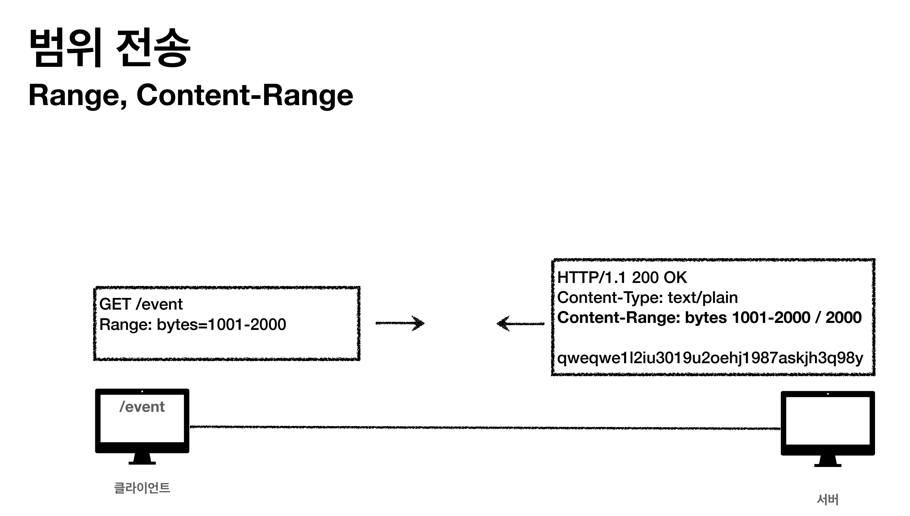 범위 전송
Range, Content-Range
HTTP/1.1 200 OK
Content-Type: text/plain
Content-Range: bytes 1001-2000 / 2000
qweqwe1l2iu3019u2oehj1987askjh3q98y
GET /event
Range: bytes=1001-2000
/event
클라이언트
서버